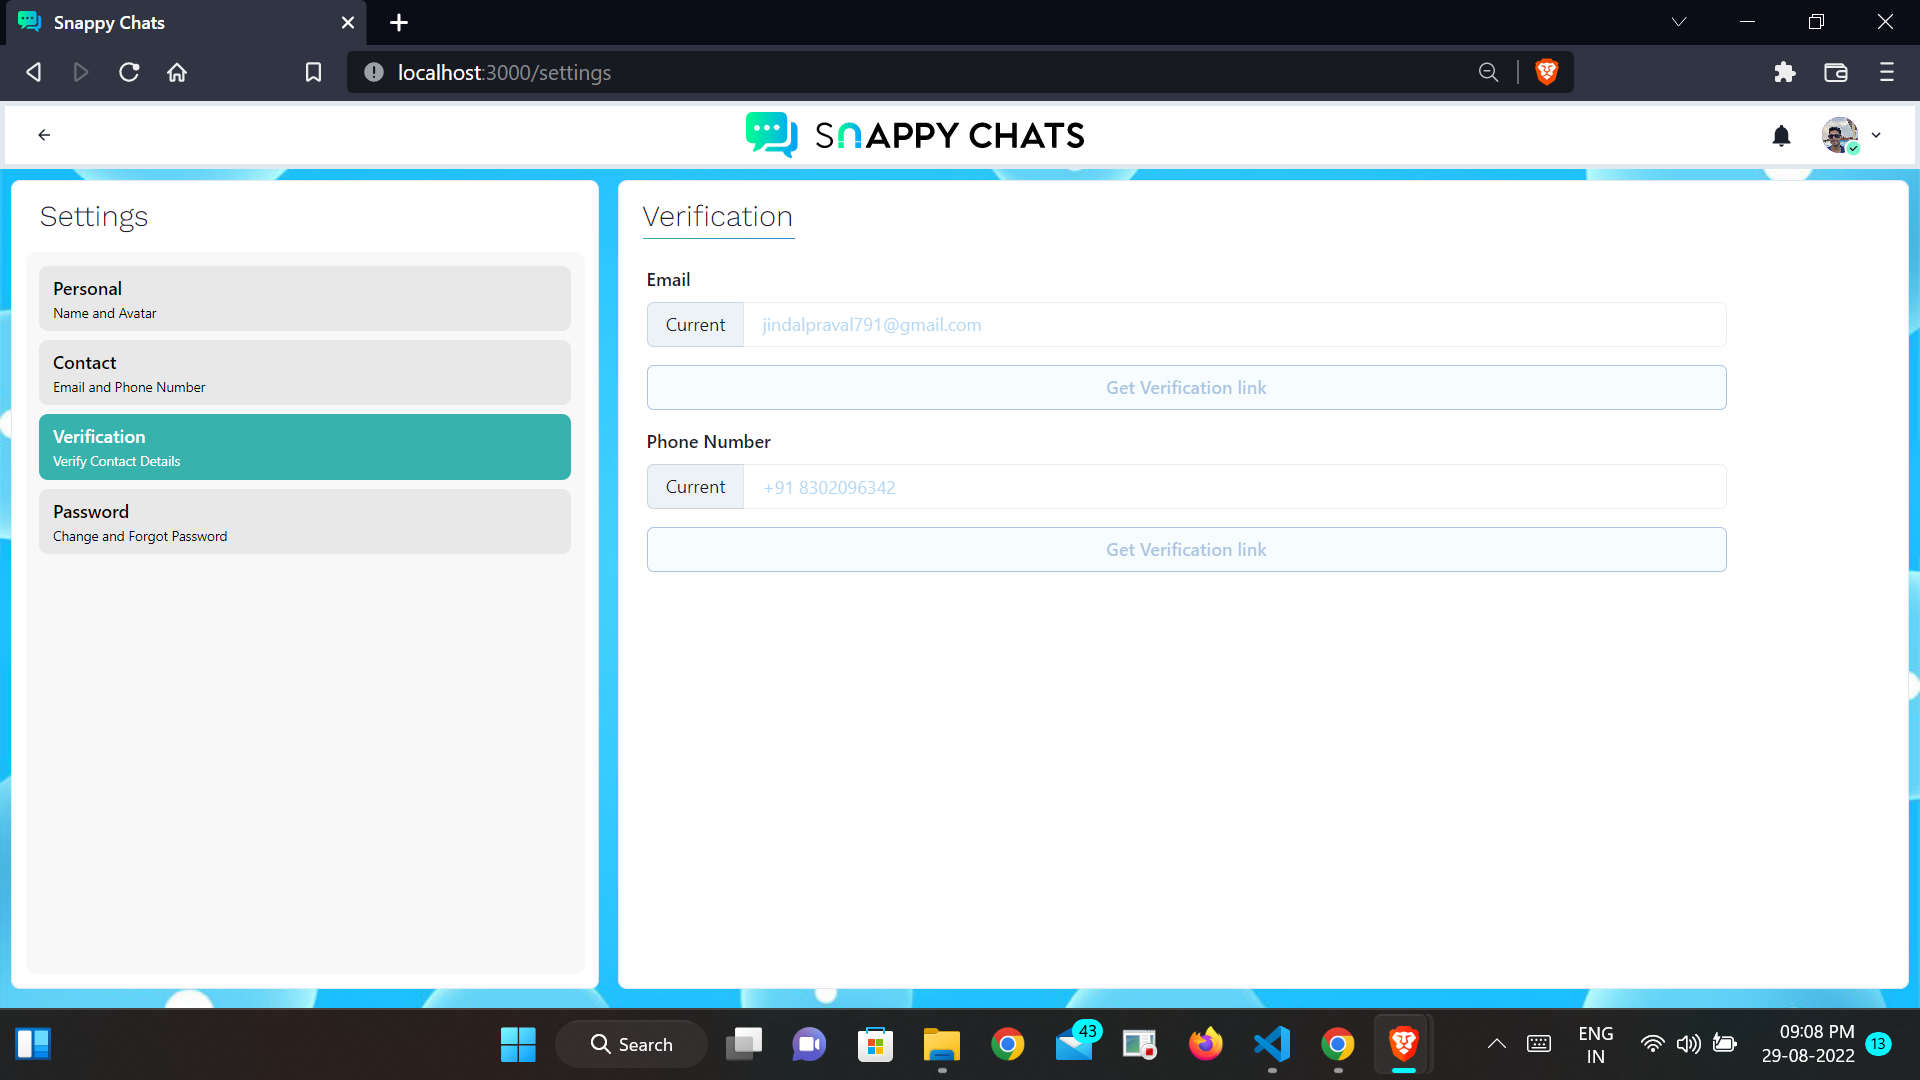 Snappy Chats
localhost:3000/settings
SNAPPY CHATS
Settings
Personal
Name and Avatar
Contact
Email and Phone Number
Verification
Verify Contact Details
Password
Change and Forgot Password
Verification
Email
Current jindalpraval791@gmail.com
Get Verification link
Phone Number
Current +91 8302096342
Get Verification link
Search
43
ENG
IN
09:08 PM
29-08-2022
13